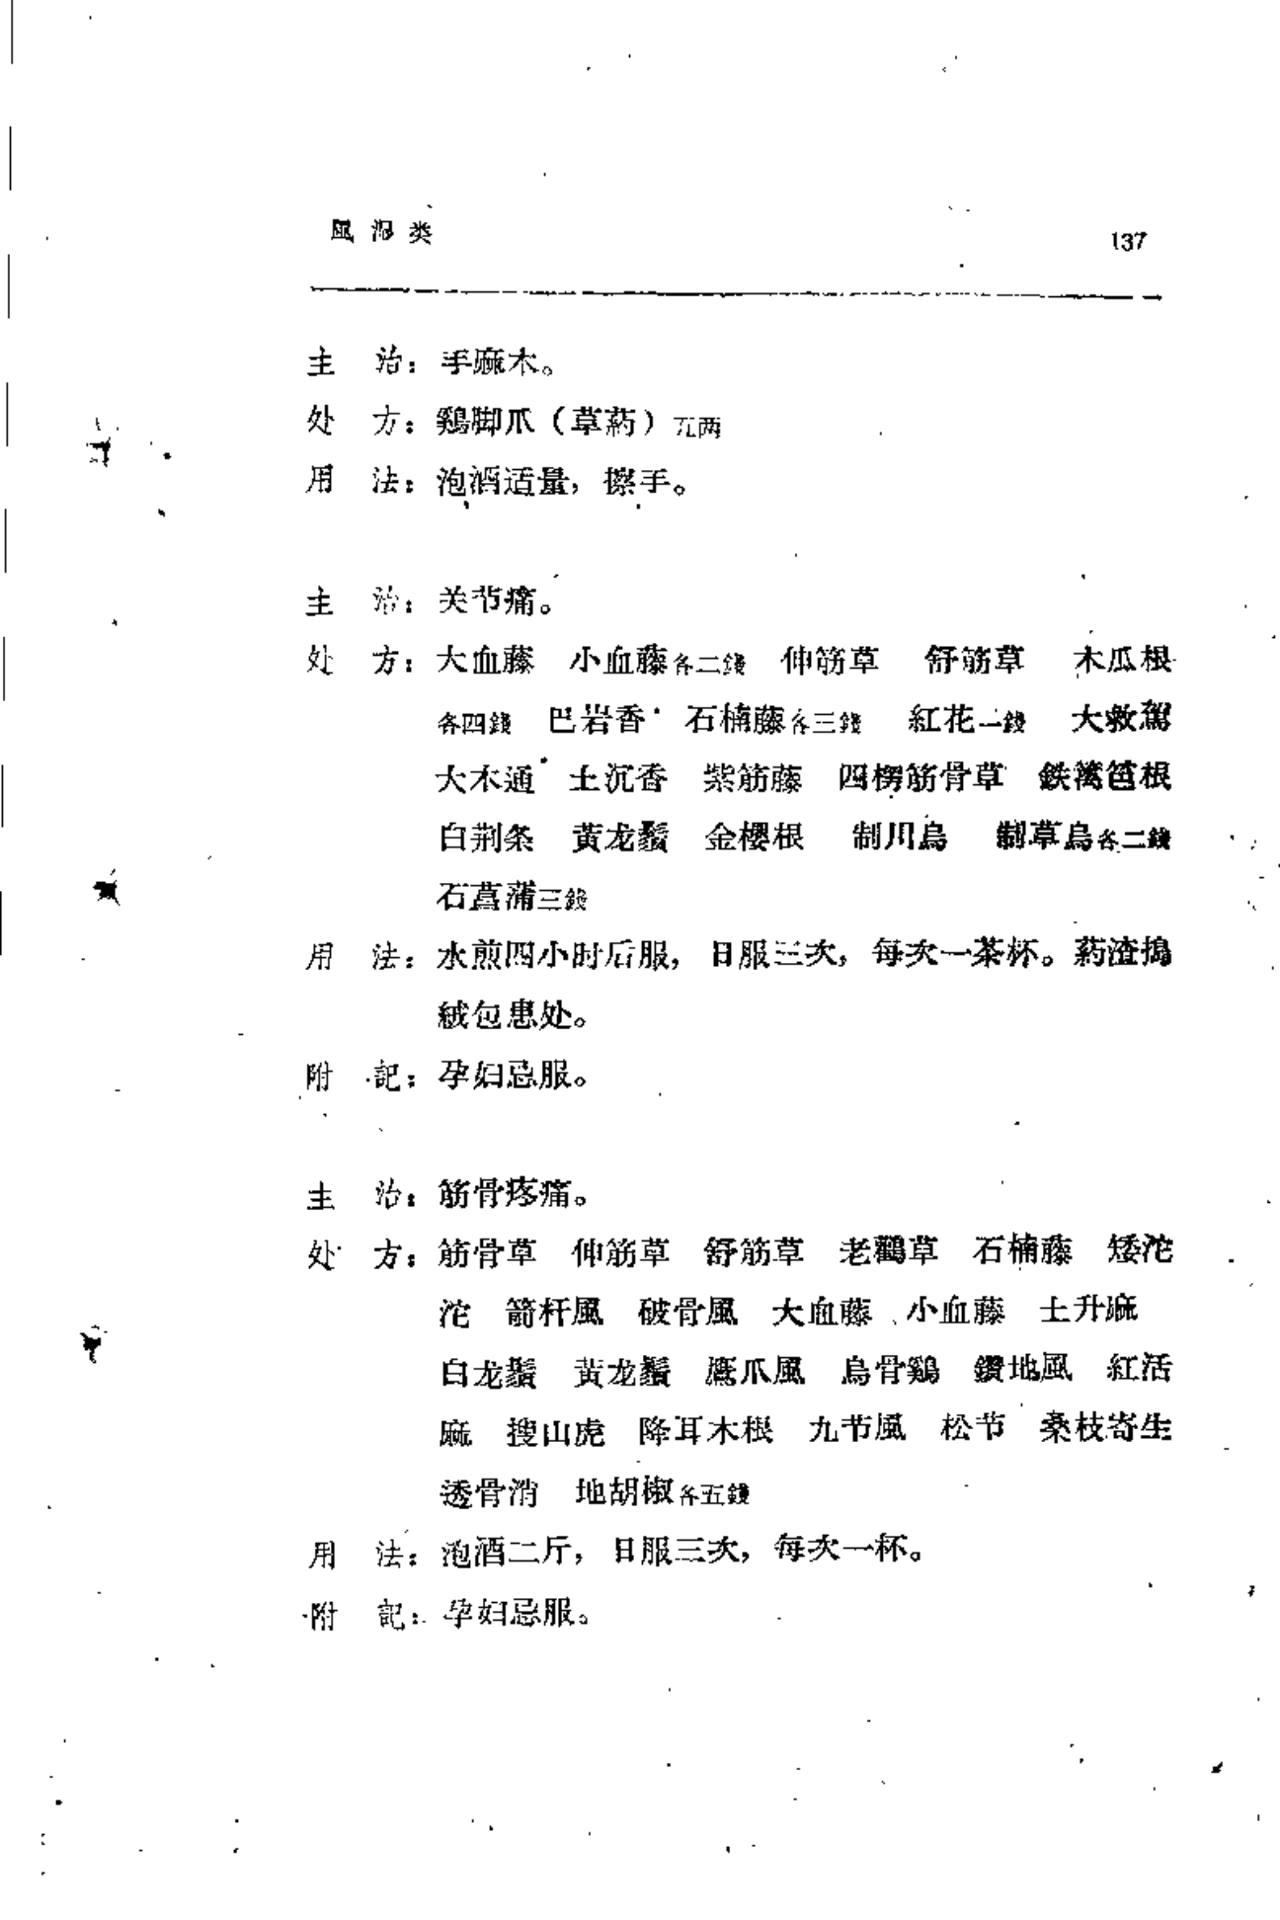 風湿类 137
主 治：手麻木。
处 方：鷄脚爪（草葯）五两
用 法：泡酒适量，擦手。
主 治：关节痛。
处 方：大血藤 小血藤各二錢 伸筋草 舒筋草 木瓜根
各四錢 巴岩香 石楠藤各三錢 紅花一錢 大救駕
大木通 土沉香 紫筋藤 四楞筋骨草 鉄篱笆根
白荆条 黃龙鬚 金櫻根 制川烏 制草烏各二錢
石菖蒲三錢
用 法：水煎四小时后服，日服三次，每次一茶杯。葯渣搗
絨包患处。
附 記：孕妇忌服。
主 治：筋骨疼痛。
处 方：筋骨草 伸筋草 舒筋草 老鸛草 石楠藤 矮沱
沱 箭杆風 破骨風 大血藤 小血藤 土升麻
白龙鬚 黃龙鬚 鷹爪風 烏骨鷄 鑽地風 紅活
麻 搜山虎 降耳木根 九节風 松节 桑枝寄生
透骨消 地胡椒各五錢
用 法：泡酒二斤，日服三次，每次一杯。
附 記：孕妇忌服。